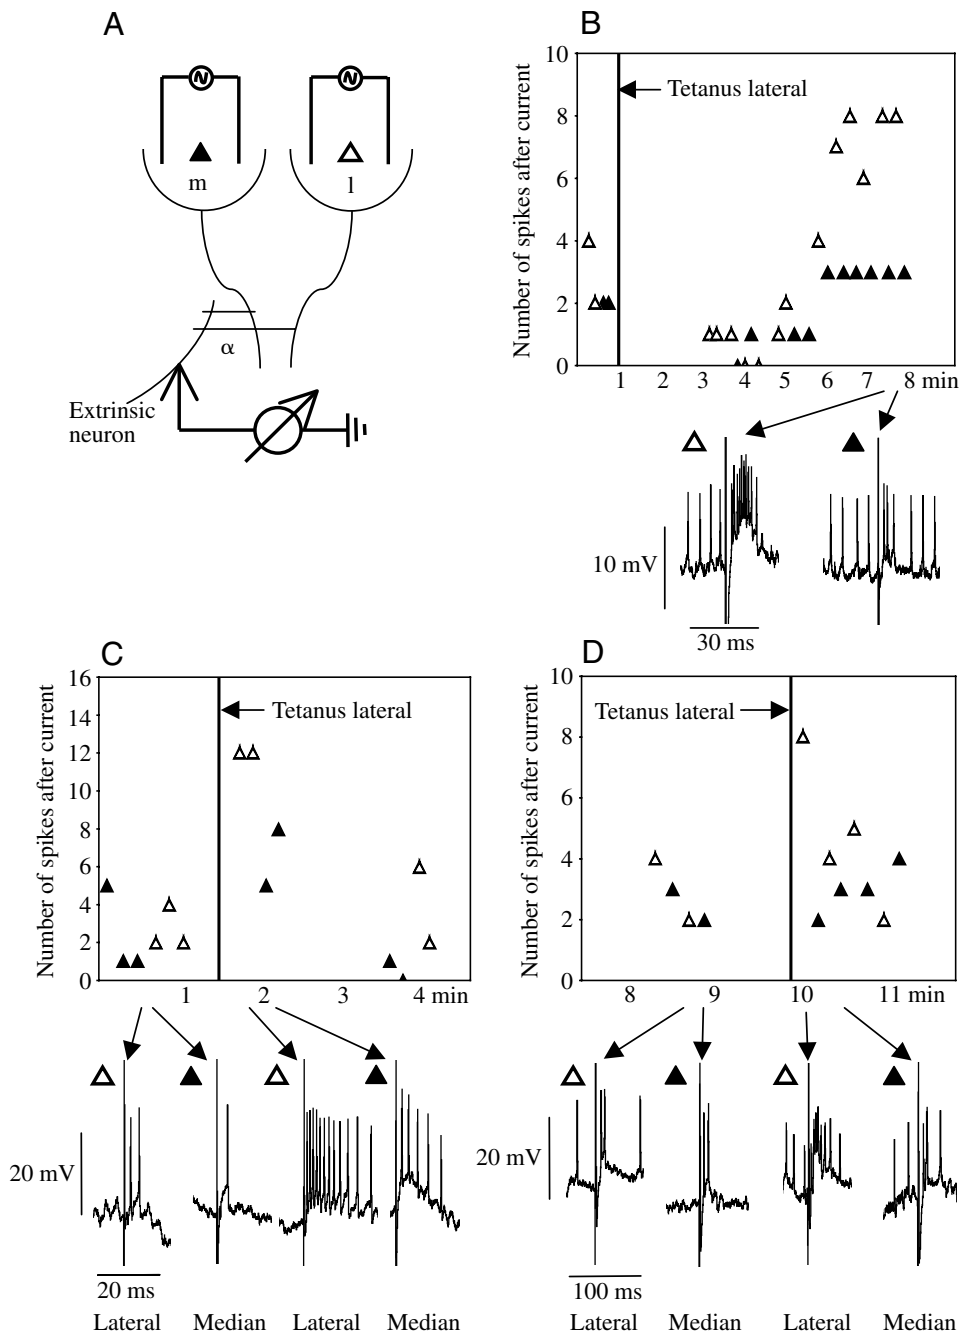 A
m
l
α
Extrinsic
neuron
B
Number of spikes after current
10
8
6
4
2
0
Tetanus lateral
1 2 3 4 5 6 7 8 min
10 mV
30 ms
C
Number of spikes after current
16
14
12
10
8
6
4
2
0
Tetanus lateral
1 2 3 4 min
20 mV
20 ms
Lateral Median Lateral Median
D
Number of spikes after current
10
8
6
4
2
0
Tetanus lateral
8 9 10 11 min
20 mV
100 ms
Lateral Median Lateral Median